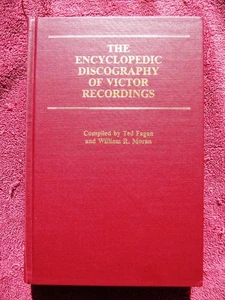 THE
ENCYCLOPEDIC
DISCOGRAPHY
OF VICTOR
RECORDINGS
Compiled by Ted Fagan
and William R. Moran